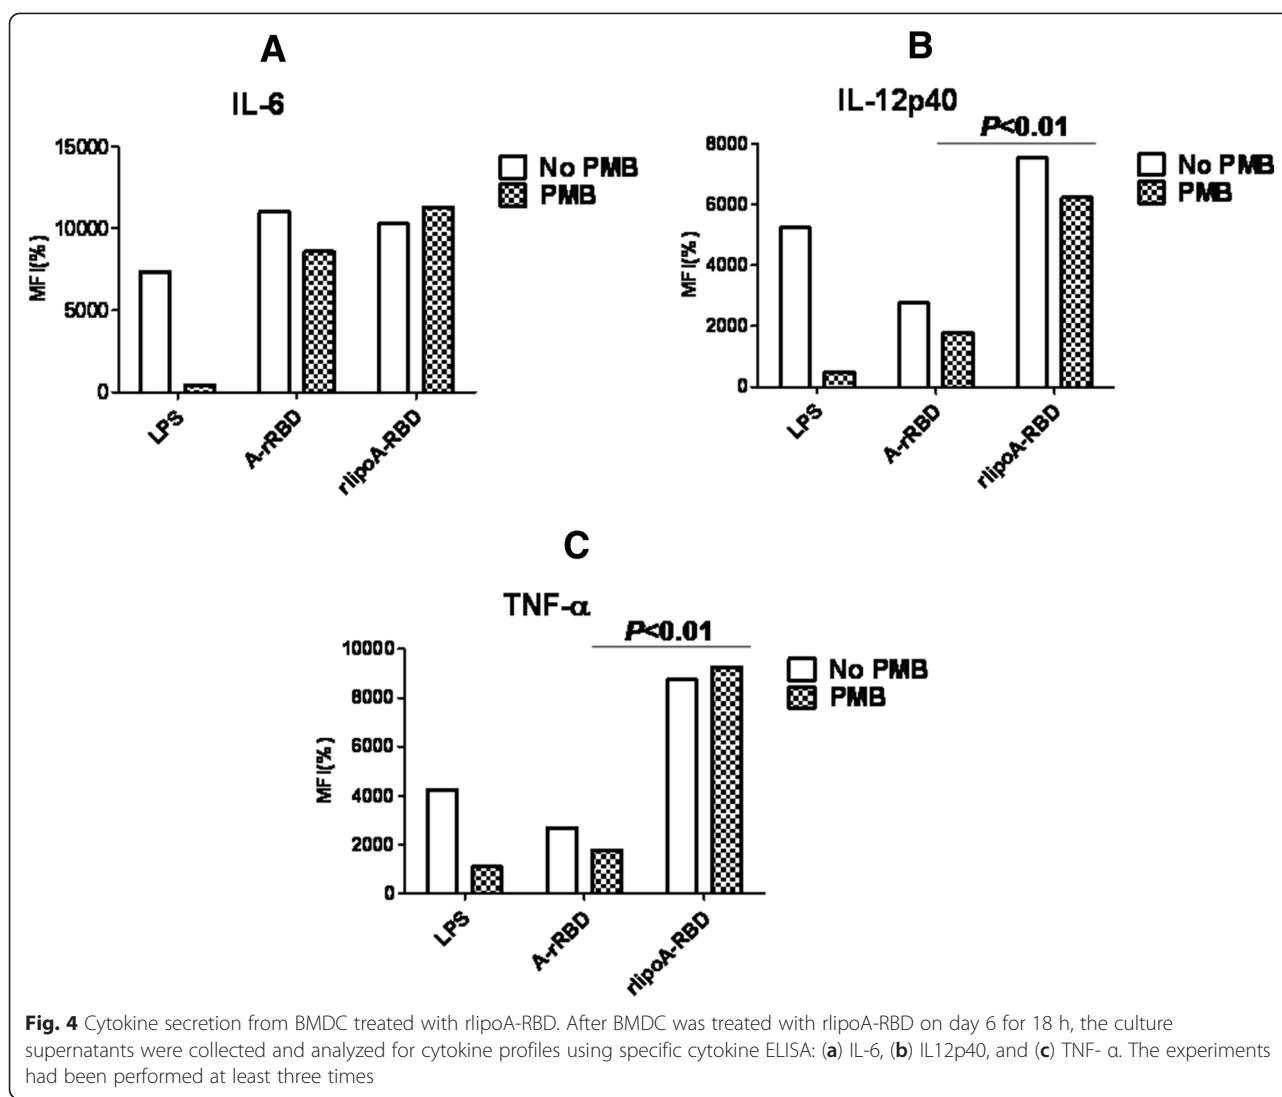 A
IL-6
15000
10000
5000
0
MFI(%)
No PMB
PMB
LPS
A-rRBD
rlipoA-RBD
B
IL-12p40
P<0.01
8000
6000
4000
2000
0
MFI(%)
No PMB
PMB
LPS
A-rRBD
rlipoA-RBD
C
TNF-α
P<0.01
10000
8000
6000
4000
2000
0
MFI(%)
No PMB
PMB
LPS
A-rRBD
rlipoA-RBD
Fig. 4 Cytokine secretion from BMDC treated with rlipoA-RBD. After BMDC was treated with rlipoA-RBD on day 6 for 18 h, the culture
supernatants were collected and analyzed for cytokine profiles using specific cytokine ELISA: (a) IL-6, (b) IL12p40, and (c) TNF- α. The experiments
had been performed at least three times